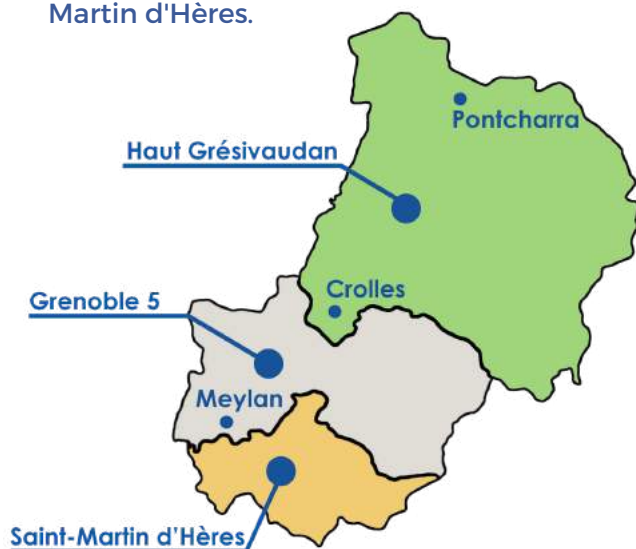 Martin d'Hères.
Pontcharra
Haut Grésivaudan
Crolles
Grenoble 5
Meylan
Saint-Martin d'Hères